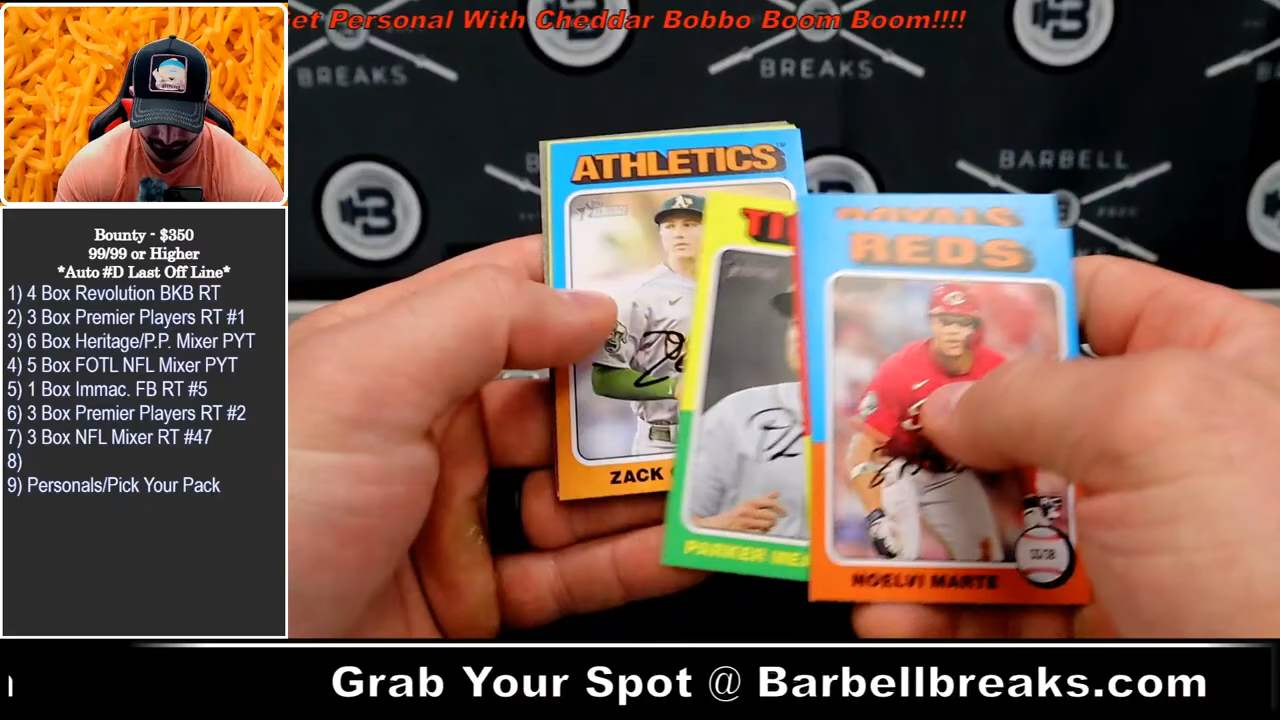 et Personal With Cheddar Bobbo Boom Boom!!!!
BREAKS
BREAKS
BARBELL
Bounty - $350
99/99 or Higher
*Auto #D Last Off Line*
1) 4 Box Revolution BKB RT
2) 3 Box Premier Players RT #1
3) 6 Box Heritage/P.P. Mixer PYT
4) 5 Box FOTL NFL Mixer PYT
5) 1 Box Immac. FB RT #5
6) 3 Box Premier Players RT #2
7) 3 Box NFL Mixer RT #47
8)
9) Personals/Pick Your Pack
ATHLETICS
ZACK
PARKER
ROYALS
REDS
NOELVI MARTE
Grab Your Spot @ Barbellbreaks.com